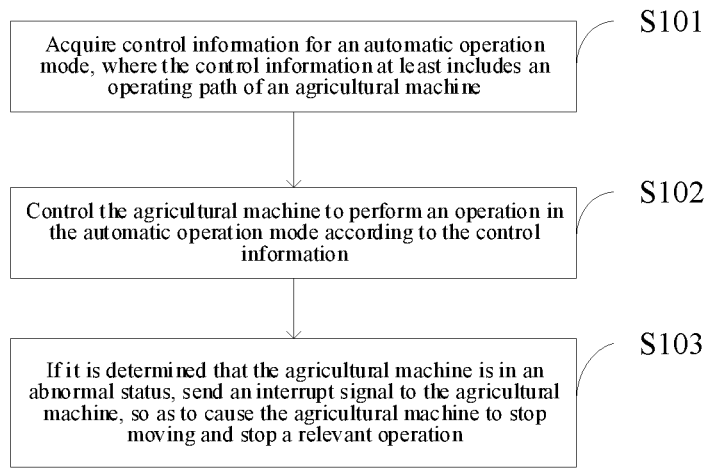 S101
Acquire control information for an automatic operation
mode, where the control information at least includes an
operating path of an agricultural machine
S102
Control the agricultural machine to perform an operation in
the automatic operation mode according to the control
information
S103
If it is determined that the agricultural machine is in an
abnormal status, send an interrupt signal to the agricultural
machine, so as to cause the agricultural machine to stop
moving and stop a relevant operation